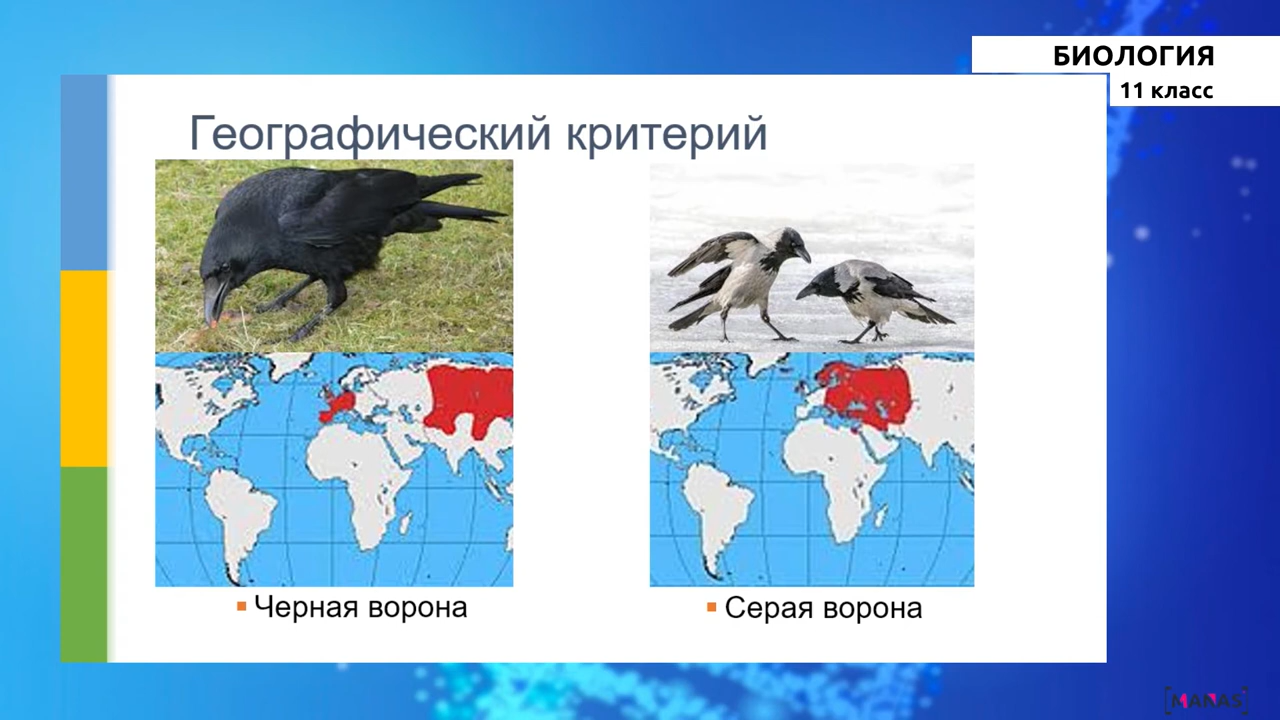 БИОЛОГИЯ
11 класс
Географический критерий
Черная ворона
Серая ворона
[MANAS]